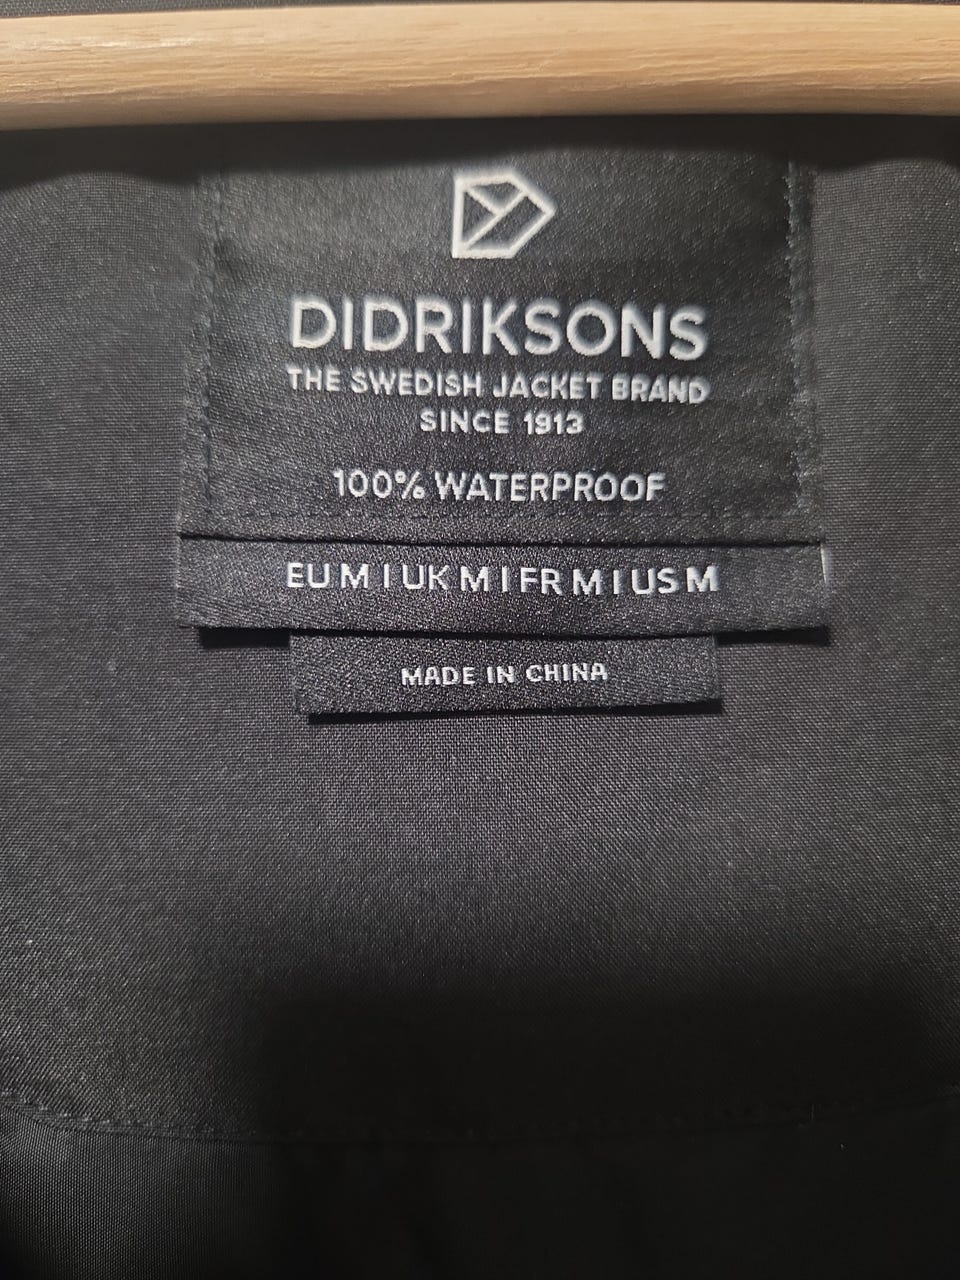 DIDRIKSONS
THE SWEDISH JACKET BRAND
SINCE 1913
100% WATERPROOF
EU M | UK M | FR M | US M
MADE IN CHINA